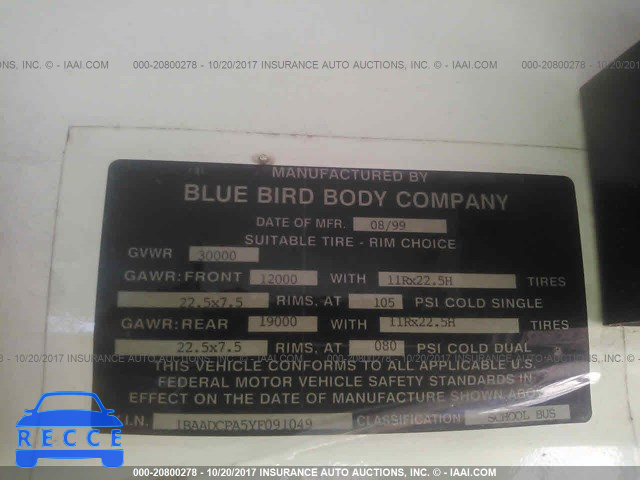 000-20800278 - 10/20/2017 INSURANCE AUTO AUCTIONS, INC. © - IAAI.COM
MANUFACTURED BY
BLUE BIRD BODY COMPANY
DATE OF MFR. 08/99
SUITABLE TIRE - RIM CHOICE
GVWR 30000
GAWR: FRONT 12000 WITH 11Rx22.5H TIRES
22.5x7.5 RIMS, AT 105 PSI COLD SINGLE
GAWR: REAR 19000 WITH 11Rx22.5H TIRES
22.5x7.5 RIMS, AT 080 PSI COLD DUAL
THIS VEHICLE CONFORMS TO ALL APPLICABLE U.S.
FEDERAL MOTOR VEHICLE SAFETY STANDARDS IN
EFFECT ON THE DATE OF MANUFACTURE SHOWN ABOVE.
I.N. 1BAADCPA5YF091049 CLASSIFICATION SCHOOL BUS
RECCE
000-20800278 - 10/20/2017 INSURANCE AUTO AUCTIONS, INC. © - IAAI.COM